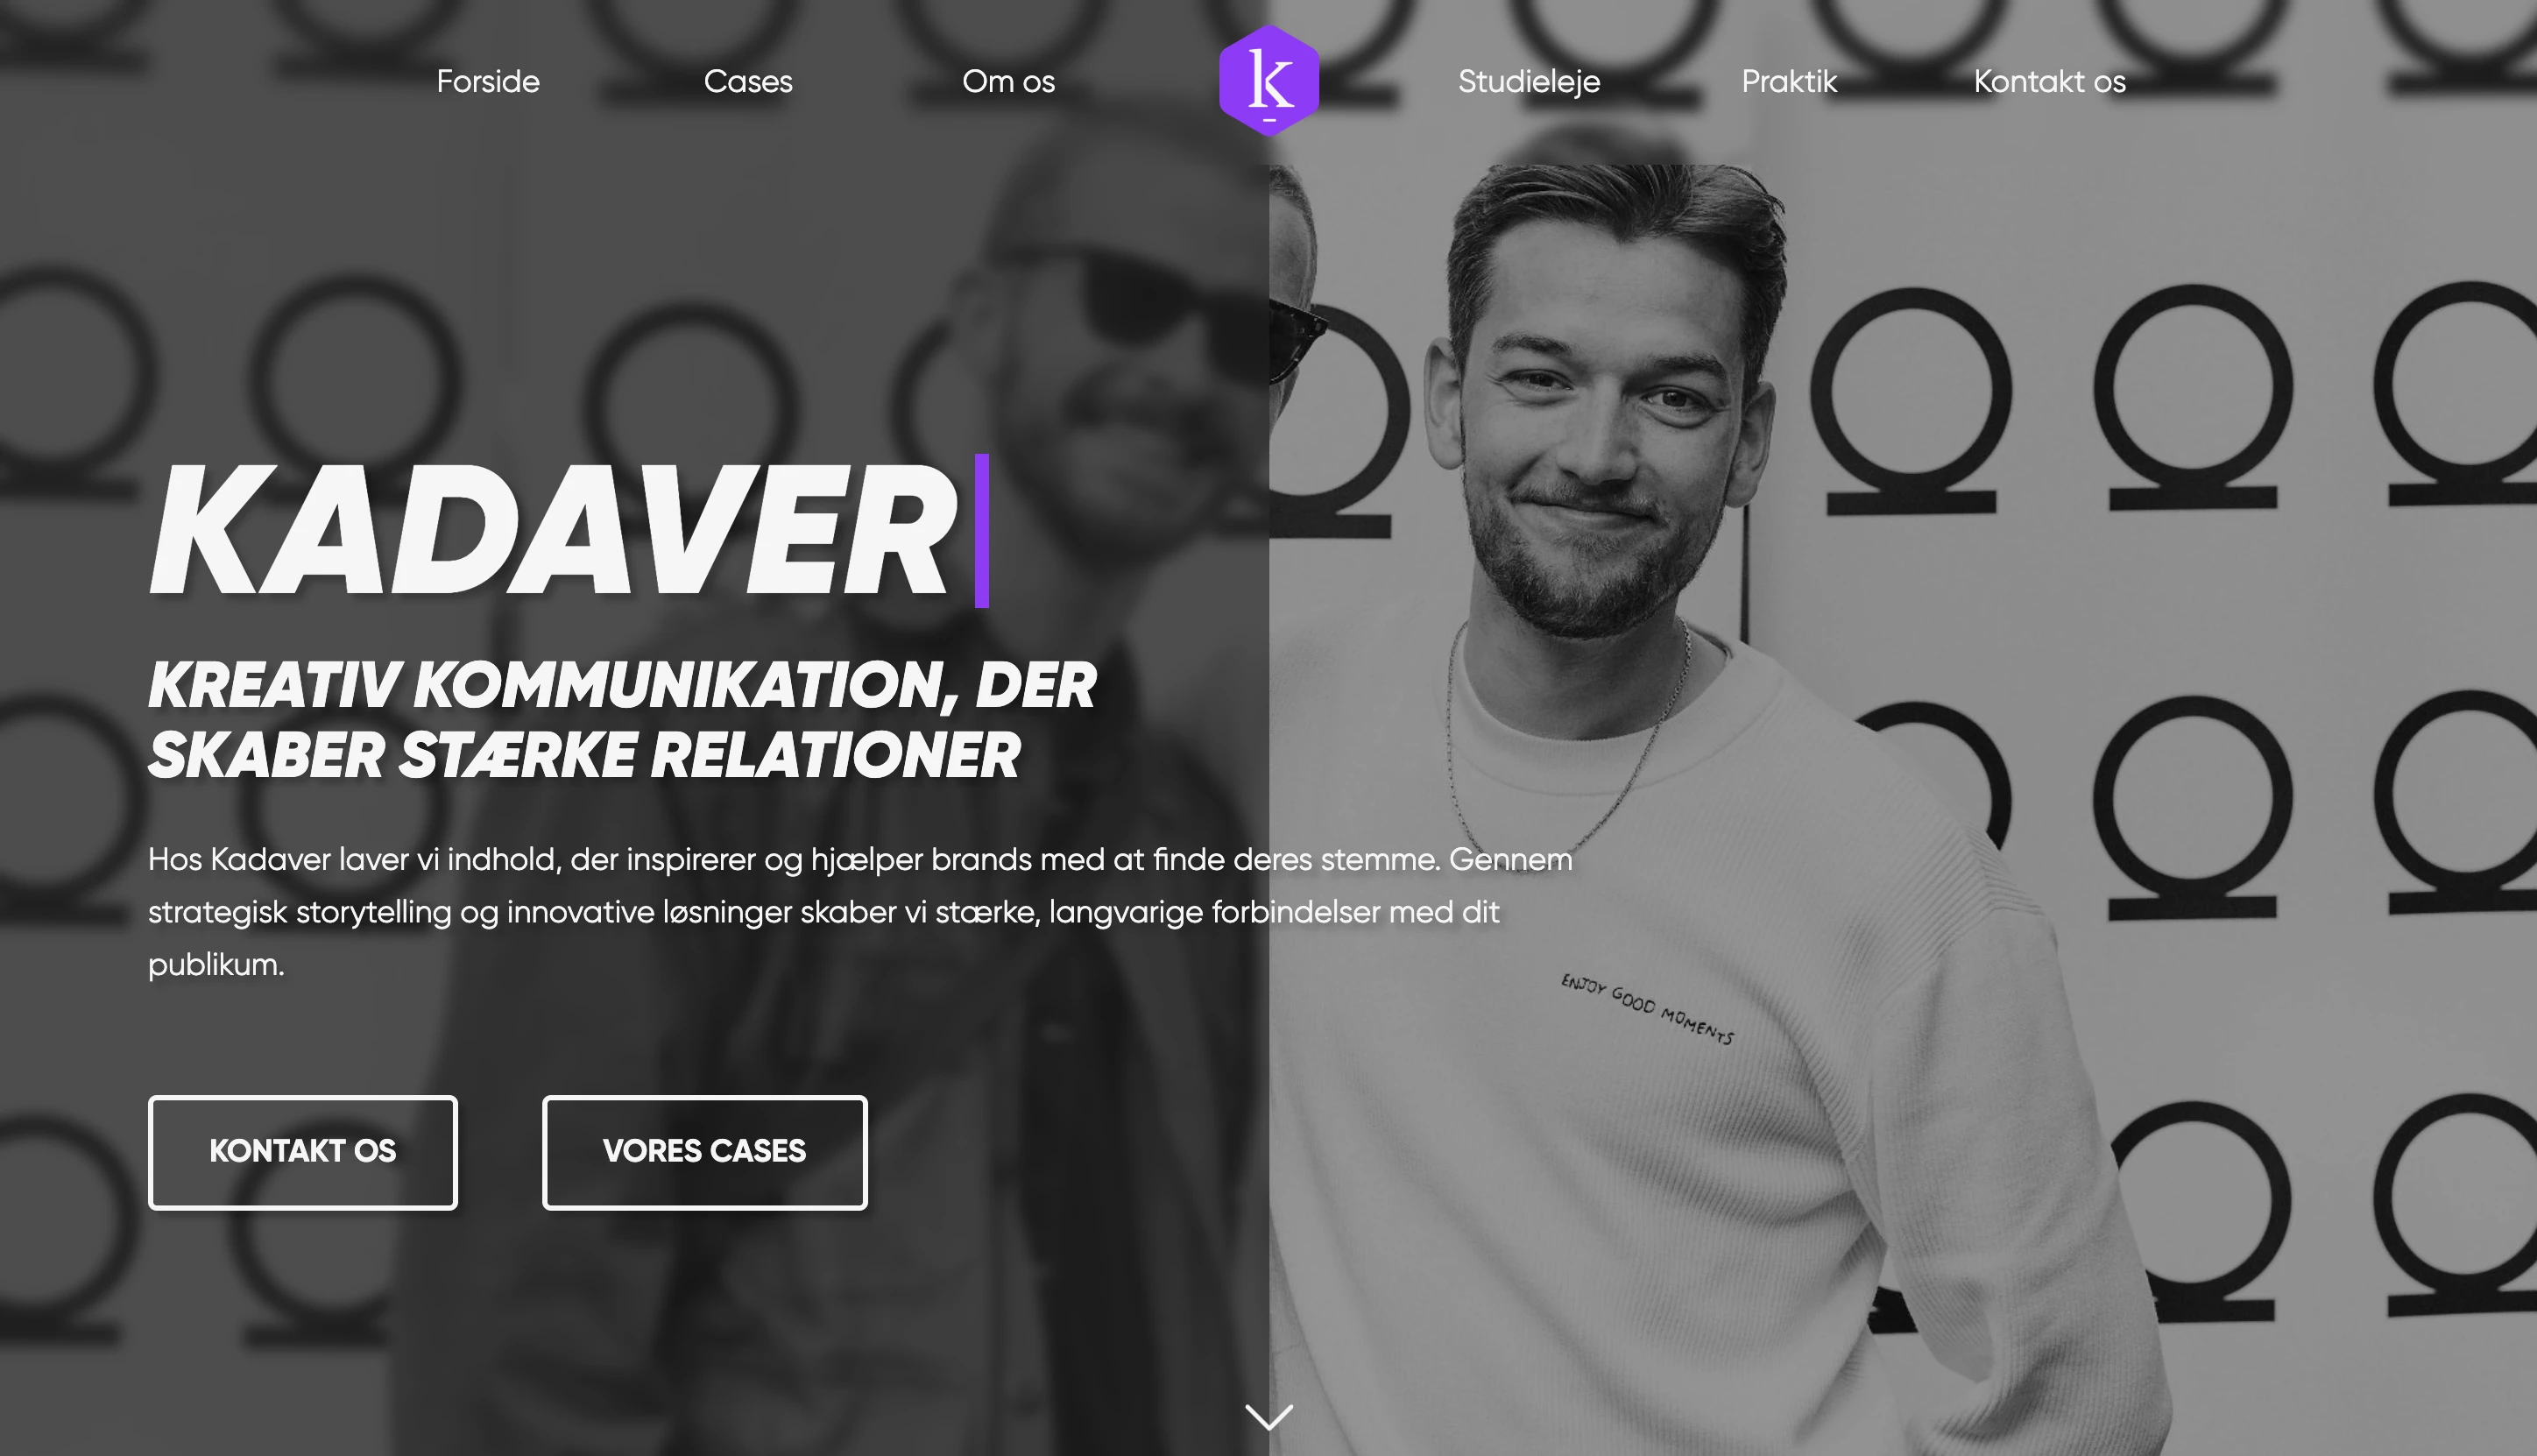 Forside Cases Om os k Studieleje Praktik Kontakt os
KADAVER
KREATIV KOMMUNIKATION, DER
SKABER STÆRKE RELATIONER
Hos Kadaver laver vi indhold, der inspirerer og hjælper brands med at finde deres stemme. Gennem
strategisk storytelling og innovative løsninger skaber vi stærke, langvarige forbindelser med dit
publikum.
ENJOY GOOD MOMENTS
KONTAKT OS VORES CASES